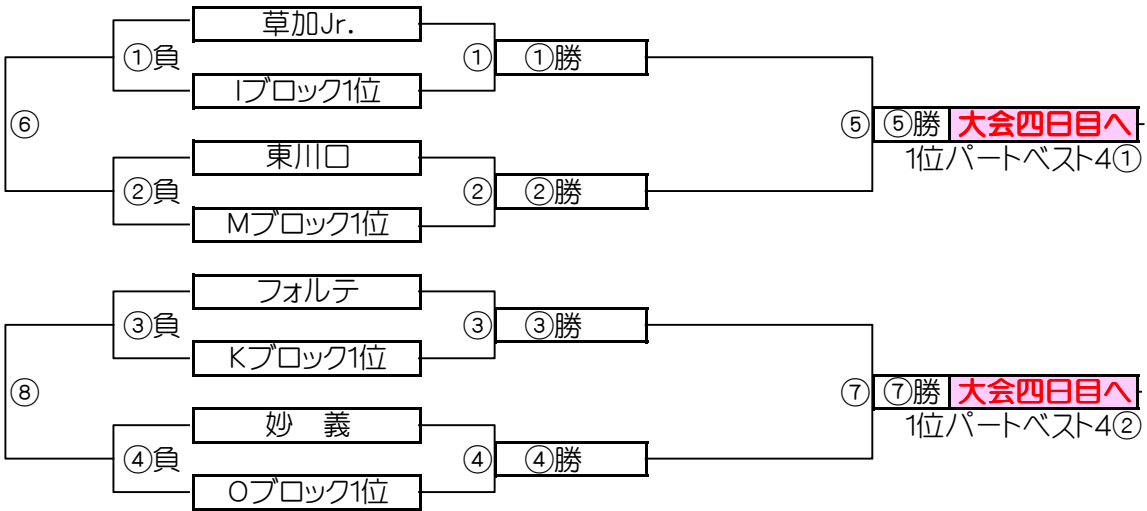 草加Jr.
①負
①
①勝
Iブロック1位
⑥
⑤
⑤勝
大会四日目へ
1位パートベスト4①
東川口
②負
②
②勝
Mブロック1位
フォルテ
③負
③
③勝
Kブロック1位
⑧
⑦
⑦勝
大会四日目へ
1位パートベスト4②
妙　義
④負
④
④勝
Oブロック1位